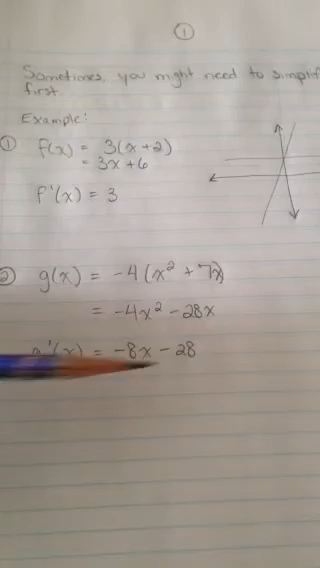 ①
Sometimes, you might need to simplif
first.
Example:
① f(x) = 3(x+2)
= 3x + 6
f'(x) = 3
② g(x) = -4(x² + 7x)
= -4x² - 28x
g'(x) = -8x - 28